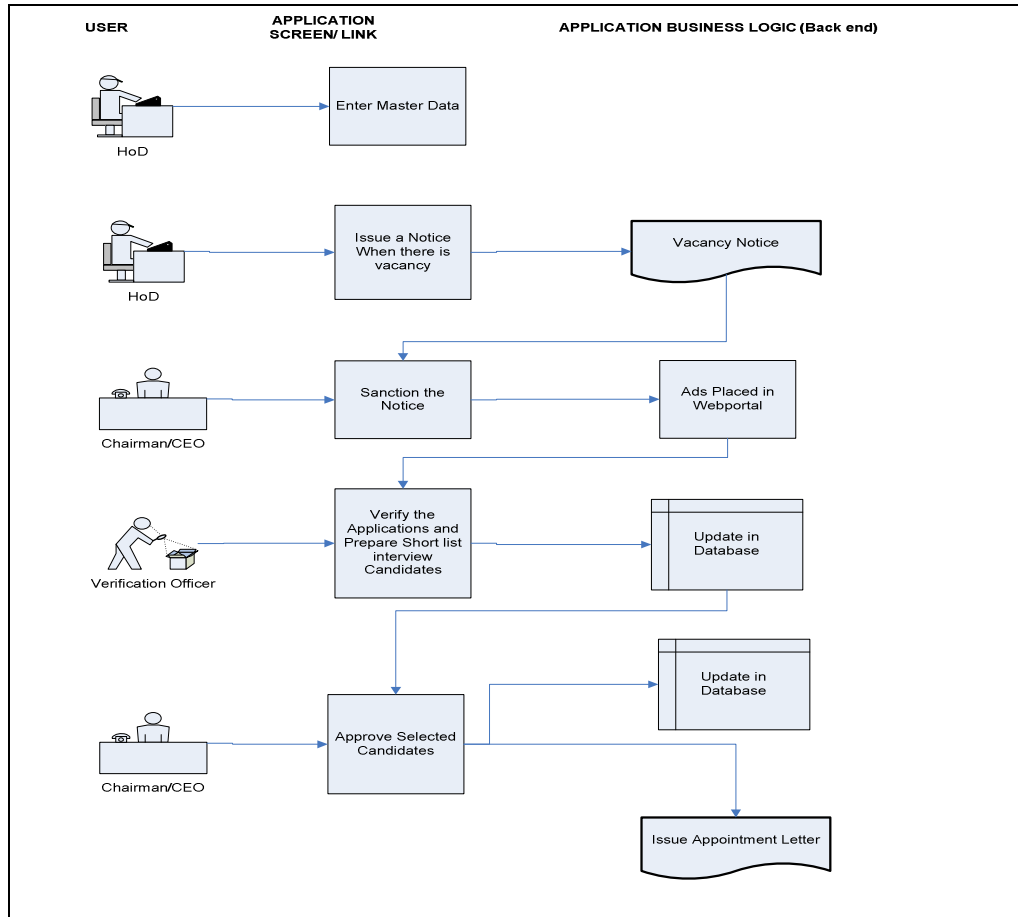 USER
APPLICATION
SCREEN/ LINK
APPLICATION BUSINESS LOGIC (Back end)
Enter Master Data
HoD
Issue a Notice
When there is
vacancy
Vacancy Notice
HoD
Sanction the
Notice
Ads Placed in
Webportal
Chairman/CEO
Verify the
Applications and
Prepare Short list
interview
Candidates
Update in
Database
Verification Officer
Update in
Database
Approve Selected
Candidates
Chairman/CEO
Issue Appointment Letter